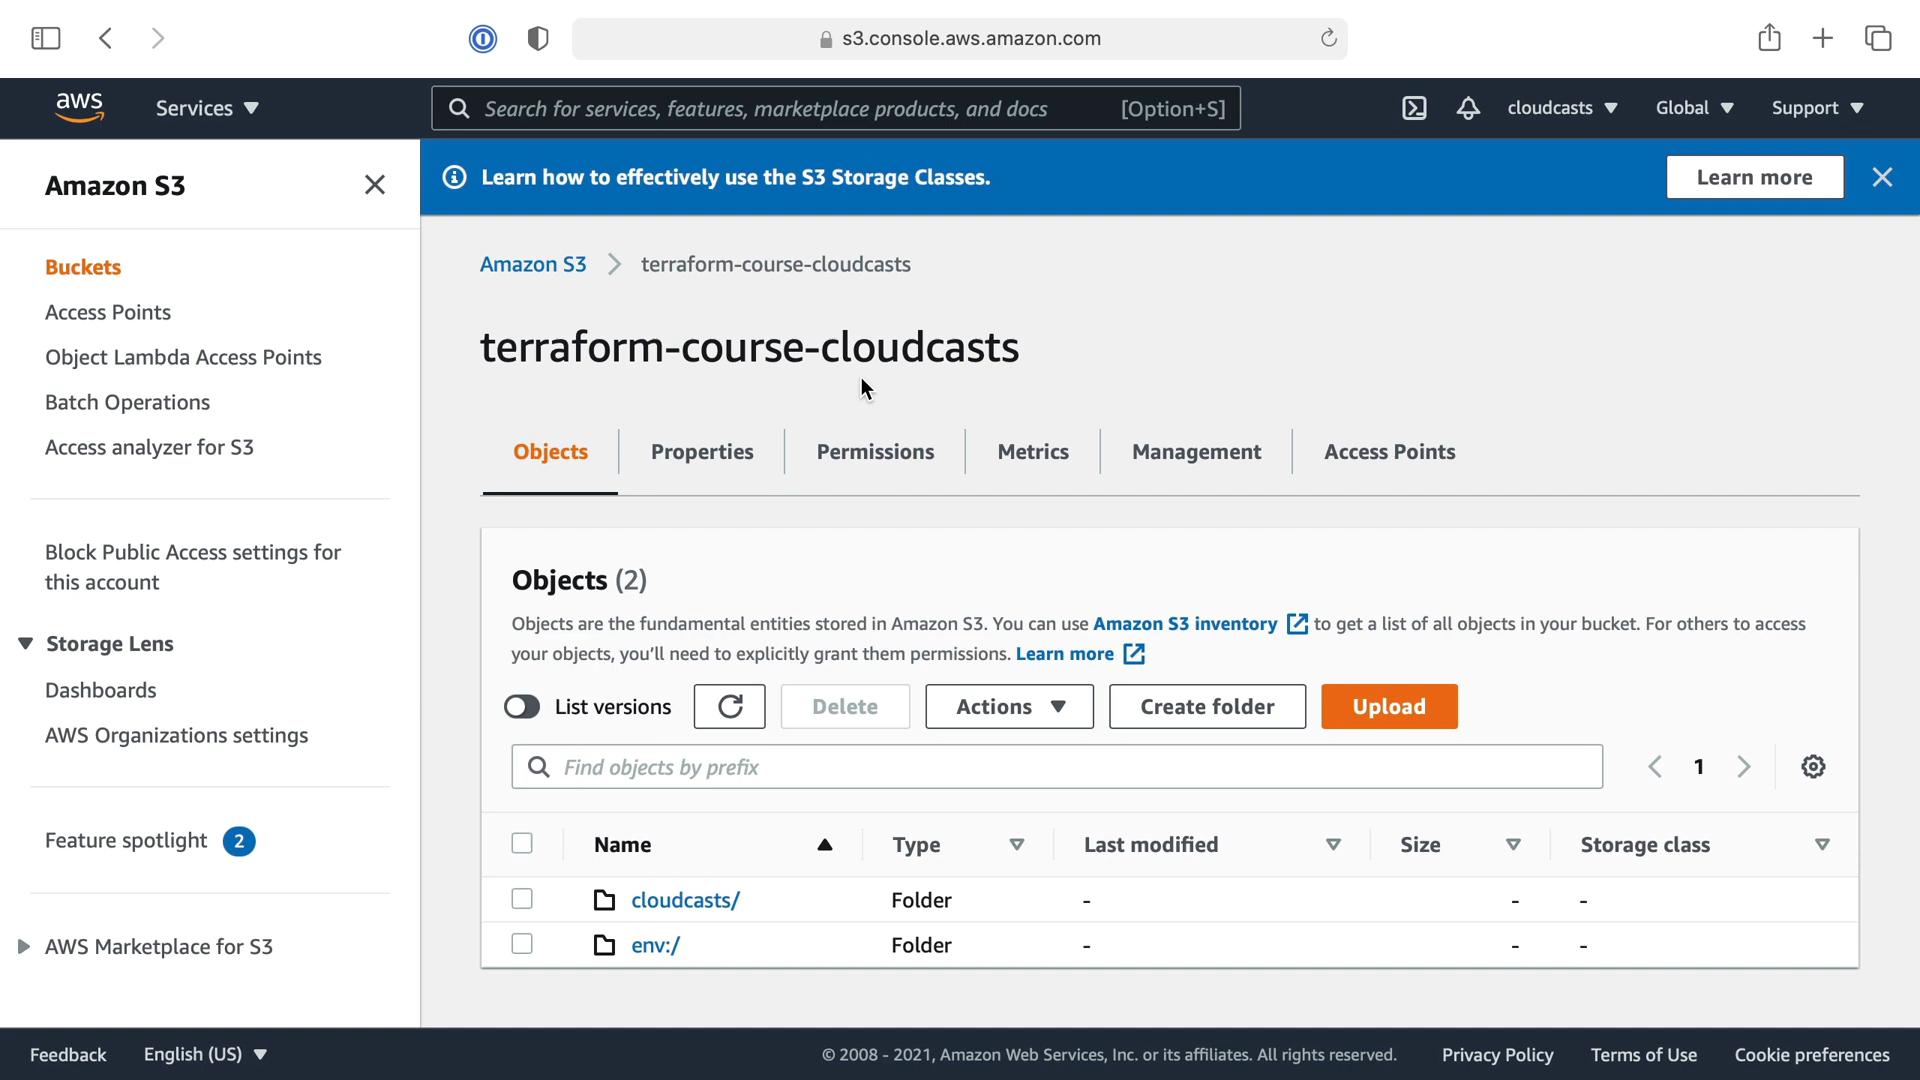 s3.console.aws.amazon.com
aws
Services
Search for services, features, marketplace products, and docs [Option+S]
cloudcasts
Global
Support
Amazon S3
Learn how to effectively use the S3 Storage Classes.
Learn more
Buckets
Access Points
Object Lambda Access Points
Batch Operations
Access analyzer for S3
Block Public Access settings for
this account
Storage Lens
Dashboards
AWS Organizations settings
Feature spotlight 2
AWS Marketplace for S3
Amazon S3 > terraform-course-cloudcasts
terraform-course-cloudcasts
Objects Properties Permissions Metrics Management Access Points
Objects (2)
Objects are the fundamental entities stored in Amazon S3. You can use Amazon S3 inventory to get a list of all objects in your bucket. For others to access
your objects, you'll need to explicitly grant them permissions. Learn more
List versions Delete Actions Create folder Upload
Find objects by prefix 1
Name Type Last modified Size Storage class
cloudcasts/ Folder - - -
env:/ Folder - - -
Feedback English (US) © 2008 - 2021, Amazon Web Services, Inc. or its affiliates. All rights reserved. Privacy Policy Terms of Use Cookie preferences